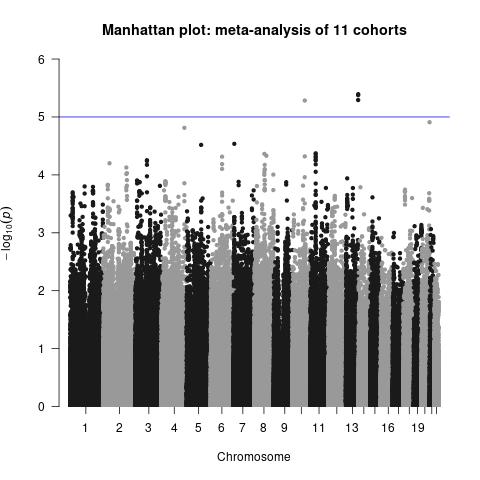 Manhattan plot: meta-analysis of 11 cohorts
6
5
4
3
2
1
0
− log10(p)
1 2 3 4 5 6 7 8 9 11 13 16 19
Chromosome